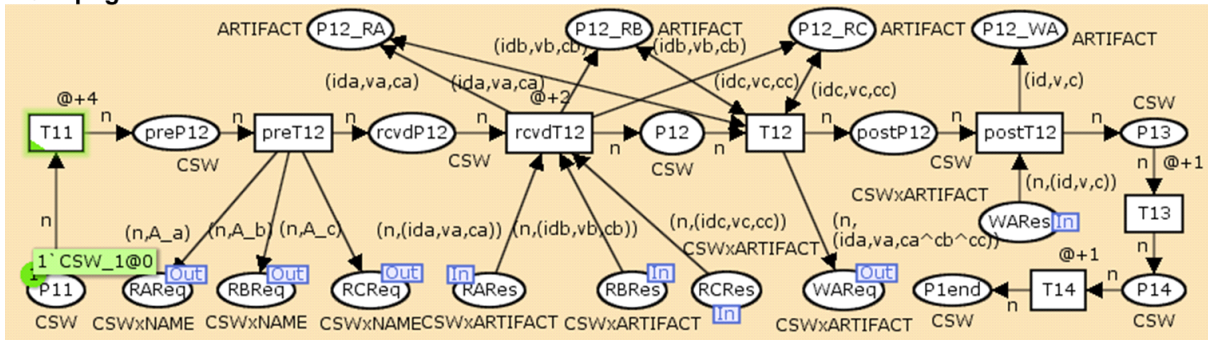 ARTIFACT P12_RA P12_RB ARTIFACT P12_RC ARTIFACT P12_WA ARTIFACT
(idb,vb,cb) (idb,vb,cb)
(ida,va,ca) (ida,va,ca) (idc,vc,cc) (idc,vc,cc) (id,v,c)
@+4 @+2 CSW
T11 n preP12 n preT12 n rcvdP12 n rcvdT12 n P12 n T12 n postP12 n postT12 n P13
CSW CSW CSW CSW n @+1
CSWxARTIFACT (n,(id,v,c))
n (n,A_a) (n,A_b) (n,A_c) (n,(ida,va,ca)) (n,(idb,vb,cb)) (n,(idc,vc,cc)) (n, WARes In T13
CSWxARTIFACT (ida,va,ca^cb^cc)) n
1`CSW_1@0 @+1
1 Out Out Out In In Out
P11 RAReq RBReq RCReq RARes RBRes RCRes WAReq P1end n T14 n P14
In
CSW CSWxNAME CSWxNAME CSWxNAME CSWxARTIFACT CSWxARTIFACT CSWxARTIFACT CSW CSW